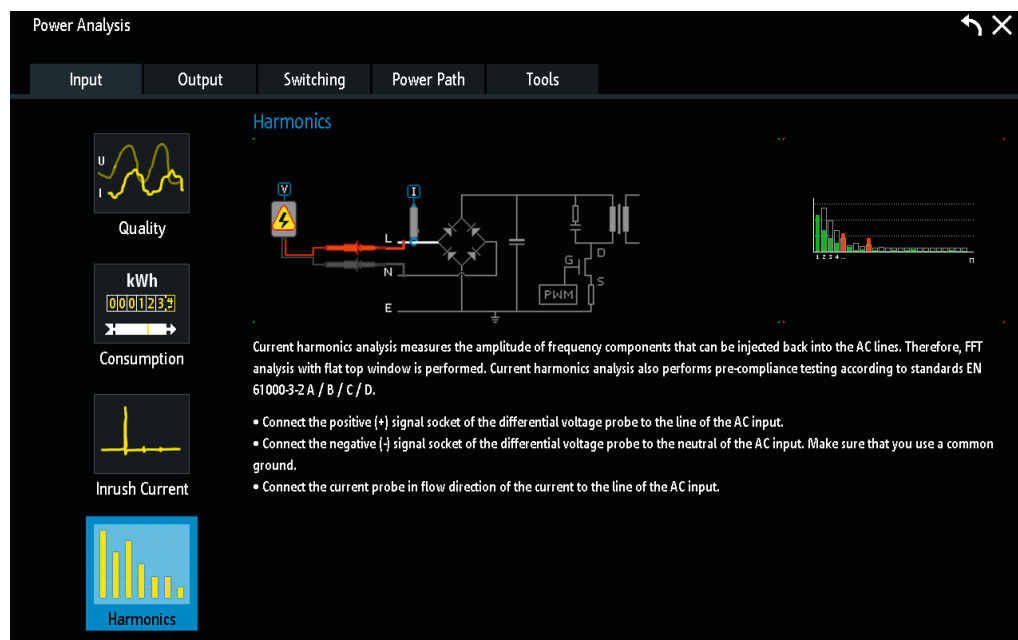 Power Analysis
Input
Output
Switching
Power Path
Tools
Harmonics
U
I
Quality
kWh
0001234
Consumption
Inrush Current
Harmonics
V
I
L
N
E
G
D
S
PWM
1 2 3 4 ...
n
Current harmonics analysis measures the amplitude of frequency components that can be injected back into the AC lines. Therefore, FFT
analysis with flat top window is performed. Current harmonics analysis also performs pre-compliance testing according to standards EN
61000-3-2 A / B / C / D.
• Connect the positive (+) signal socket of the differential voltage probe to the line of the AC input.
• Connect the negative (-) signal socket of the differential voltage probe to the neutral of the AC input. Make sure that you use a common
ground.
• Connect the current probe in flow direction of the current to the line of the AC input.